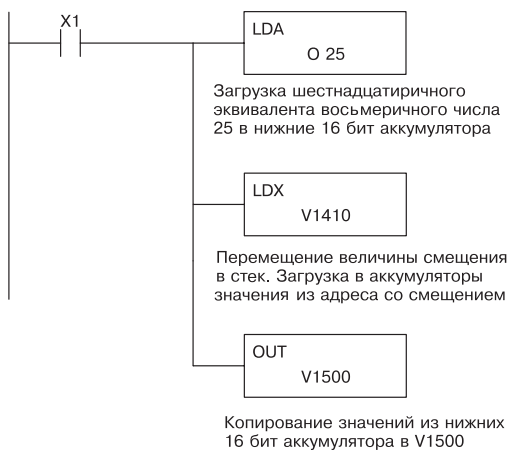 X1
LDA
O 25
Загрузка шестнадцатиричного
эквивалента восьмеричного числа
25 в нижние 16 бит аккумулятора
LDX
V1410
Перемещение величины смещения
в стек. Загрузка в аккумуляторы
значения из адреса со смещением
OUT
V1500
Копирование значений из нижних
16 бит аккумулятора в V1500